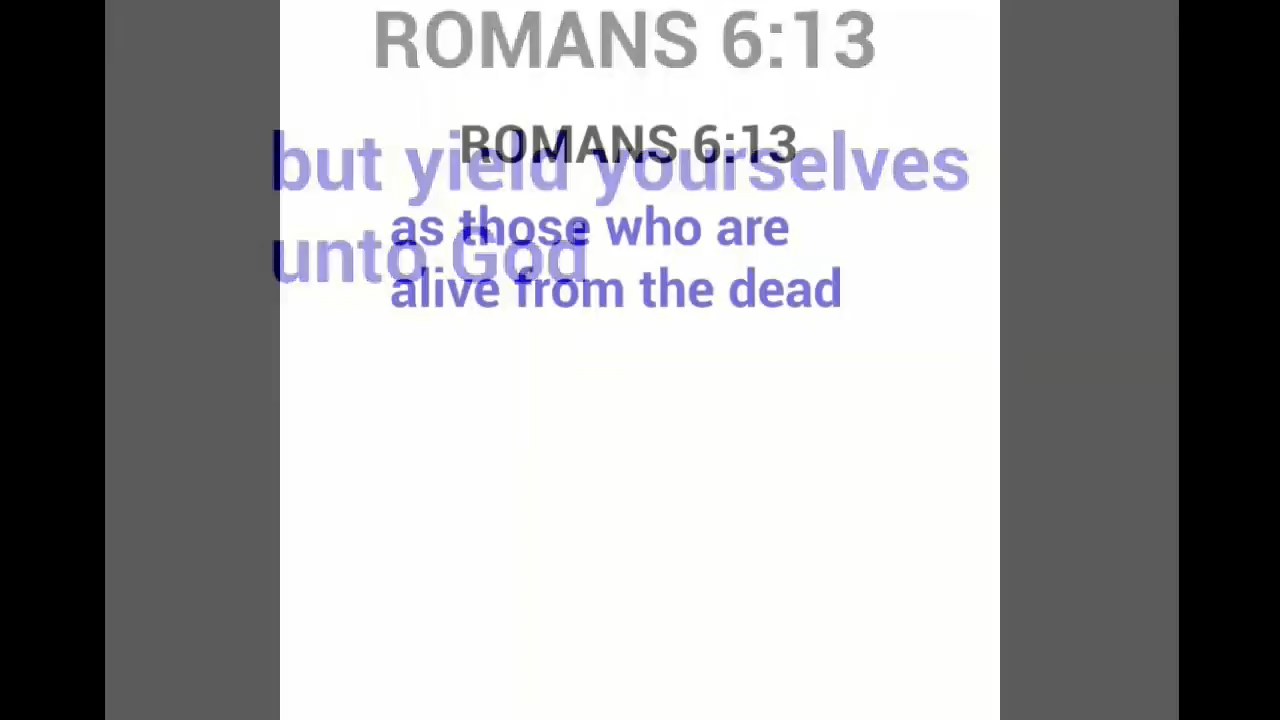 ROMANS 6:13
but yield yourselves
unto God
ROMANS 6:13
as those who are
alive from the dead